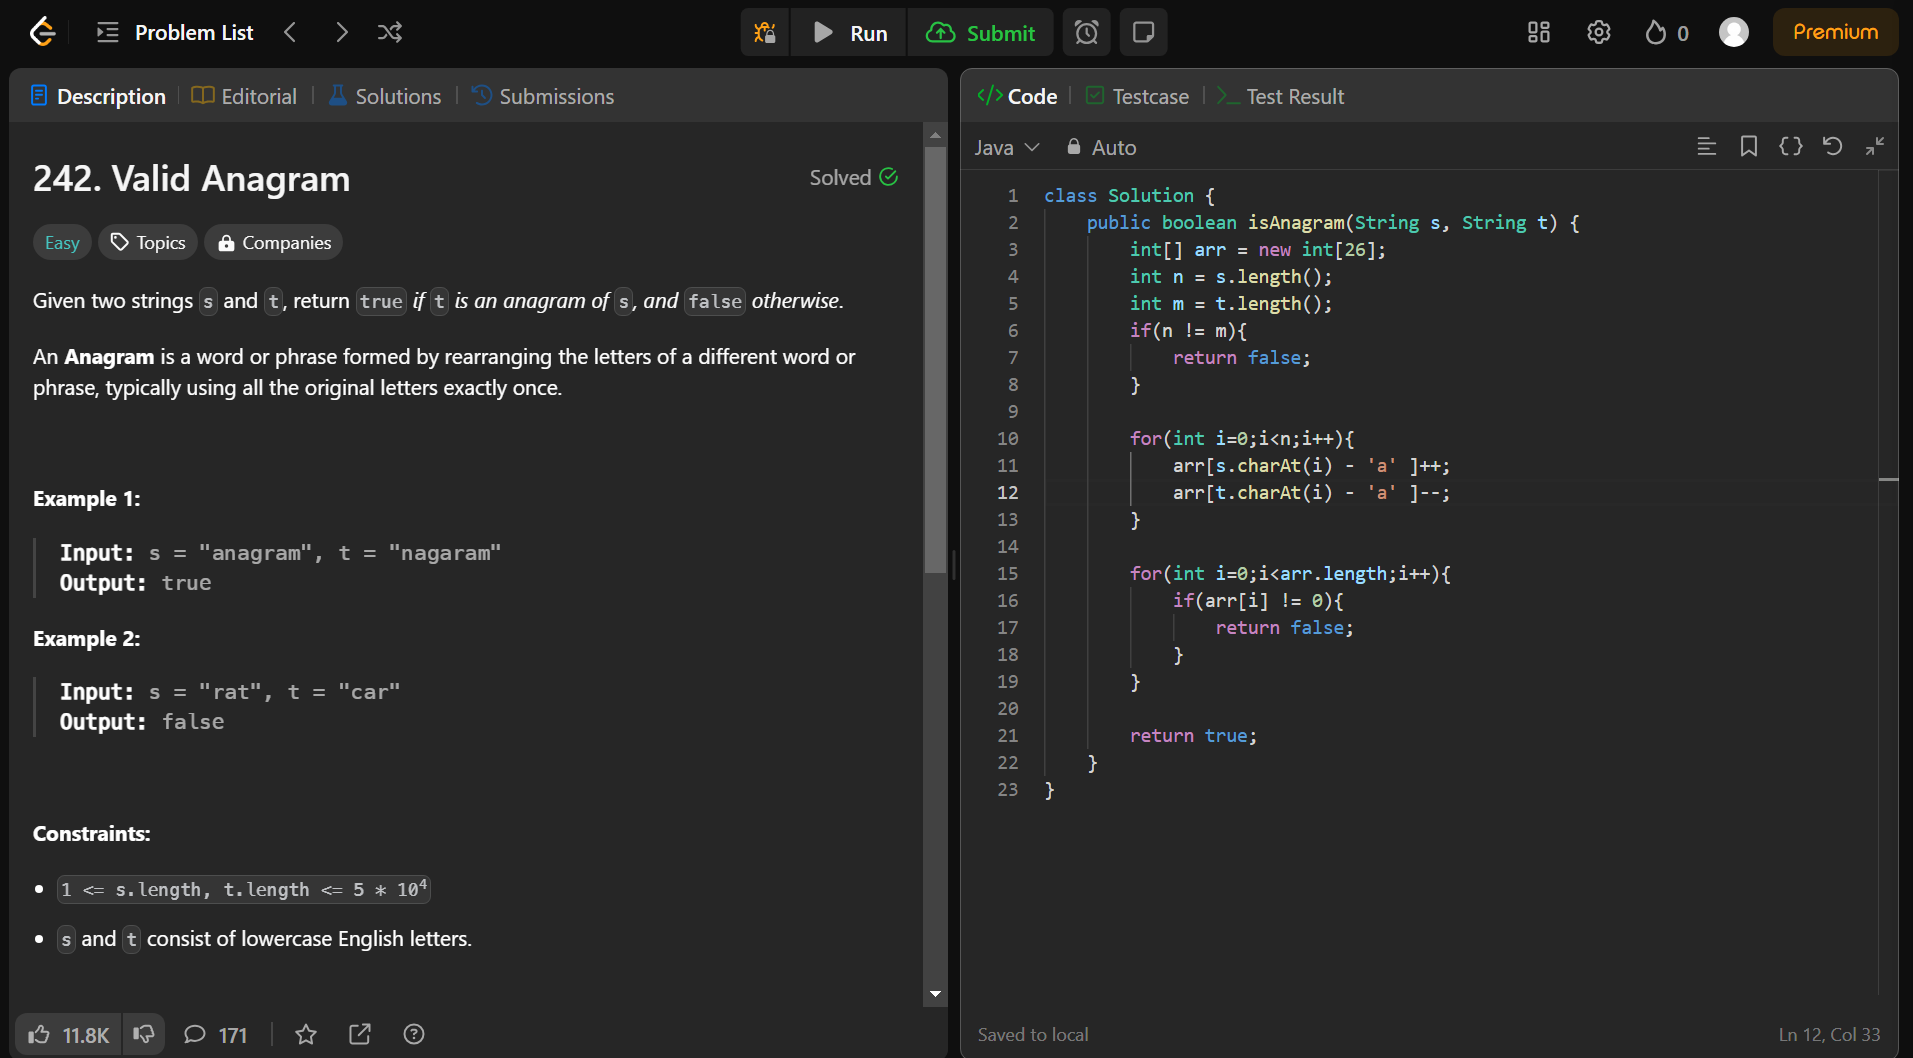 Problem List
Run
Submit
0
Premium
Description
Editorial
Solutions
Submissions
242. Valid Anagram
Solved
Easy
Topics
Companies
Given two strings s and t, return true if t is an anagram of s, and false otherwise.
An Anagram is a word or phrase formed by rearranging the letters of a different word or
phrase, typically using all the original letters exactly once.
Example 1:
Input: s = "anagram", t = "nagaram"
Output: true
Example 2:
Input: s = "rat", t = "car"
Output: false
Constraints:
• 1 <= s.length, t.length <= 5 * 10⁴
• s and t consist of lowercase English letters.
11.8K
171
</> Code
Testcase
Test Result
Java
Auto
1 class Solution {
2     public boolean isAnagram(String s, String t) {
3         int[] arr = new int[26];
4         int n = s.length();
5         int m = t.length();
6         if(n != m){
7             return false;
8         }
9
10         for(int i=0;i<n;i++){
11             arr[s.charAt(i) - 'a' ]++;
12             arr[t.charAt(i) - 'a' ]--;
13         }
14
15         for(int i=0;i<arr.length;i++){
16             if(arr[i] != 0){
17                 return false;
18             }
19         }
20
21         return true;
22     }
23 }
Saved to local
Ln 12, Col 33